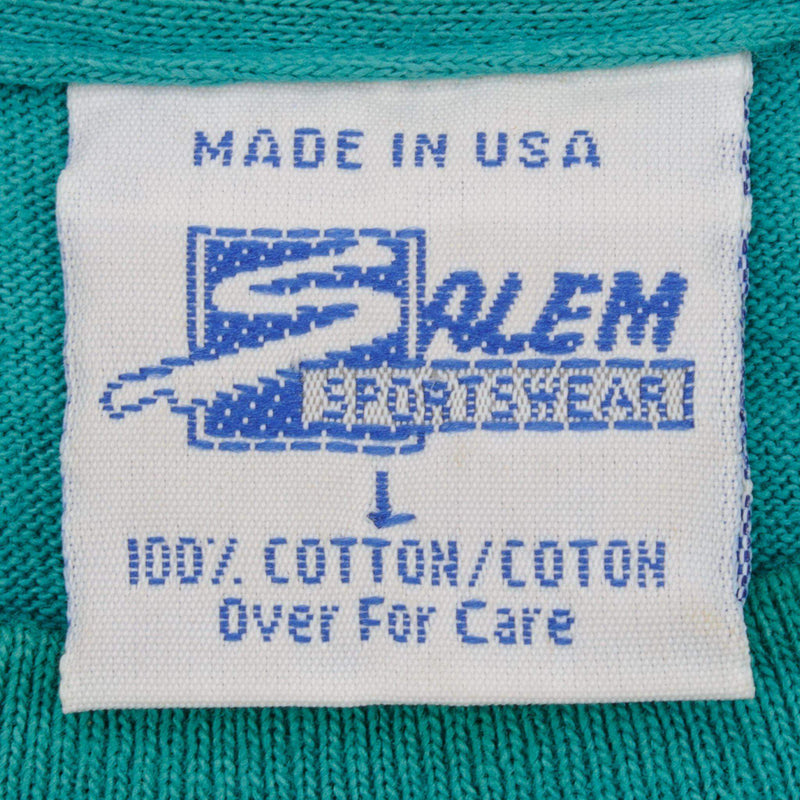 MADE IN USA
SALEM
SPORTSWEAR
L
100% COTTON/COTON
Over For Care